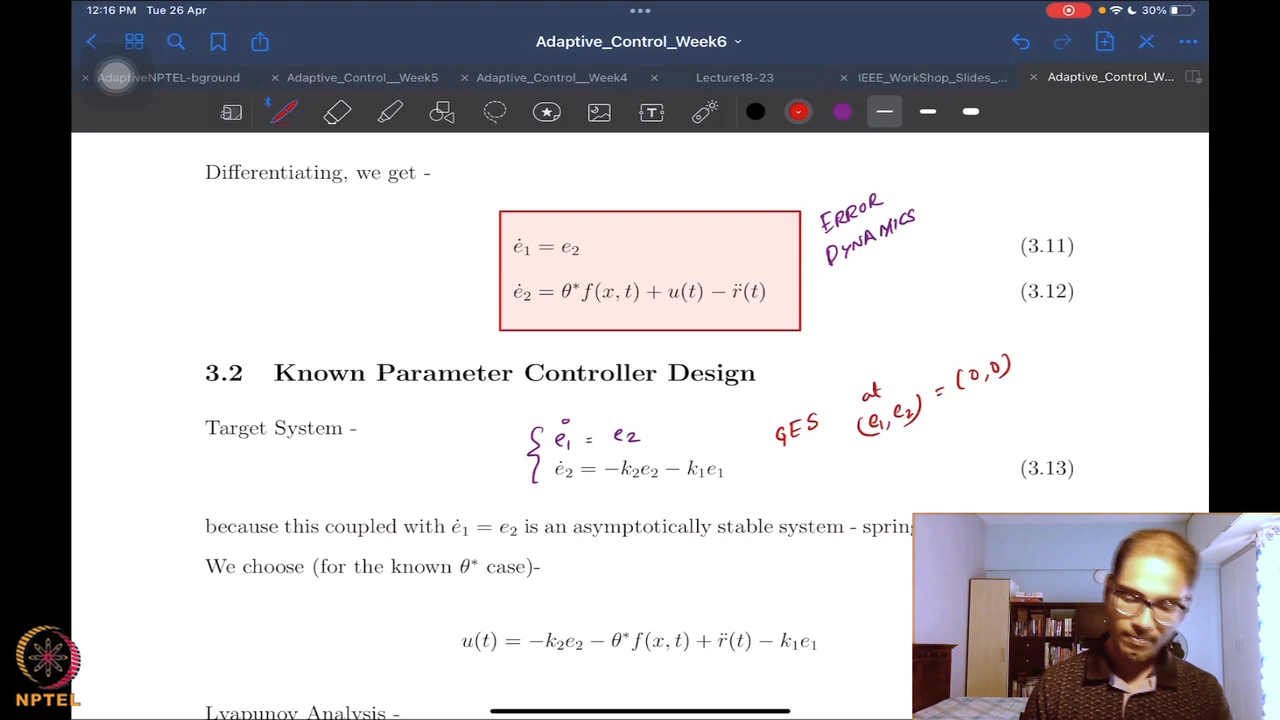 12:16 PM Tue 26 Apr
30%
Adaptive_Control_Week6
AdaptiveNPTEL-bground
Adaptive_Control__Week5
Adaptive_Control__Week4
Lecture18-23
IEEE_WorkShop_Slides_...
Adaptive_Control_W...
Differentiating, we get -
ERROR
DYNAMICS
ė₁ = e₂ (3.11)
ė₂ = θ*f(x, t) + u(t) − r̈(t) (3.12)
3.2 Known Parameter Controller Design
GES at (e₁, e₂) = (0,0)
Target System -
ė₁ = e₂
ė₂ = −k₂e₂ − k₁e₁ (3.13)
because this coupled with ė₁ = e₂ is an asymptotically stable system - spring
We choose (for the known θ* case)-
u(t) = −k₂e₂ − θ*f(x, t) + r̈(t) − k₁e₁
Lyapunov Analysis -
NPTEL